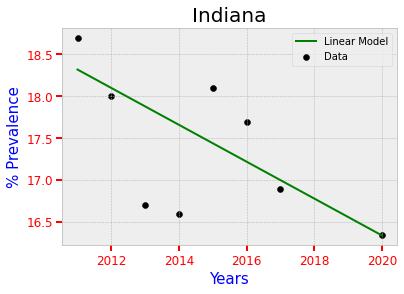 Indiana
Linear Model
Data
% Prevalence
18.5
18.0
17.5
17.0
16.5
2012 2014 2016 2018 2020
Years